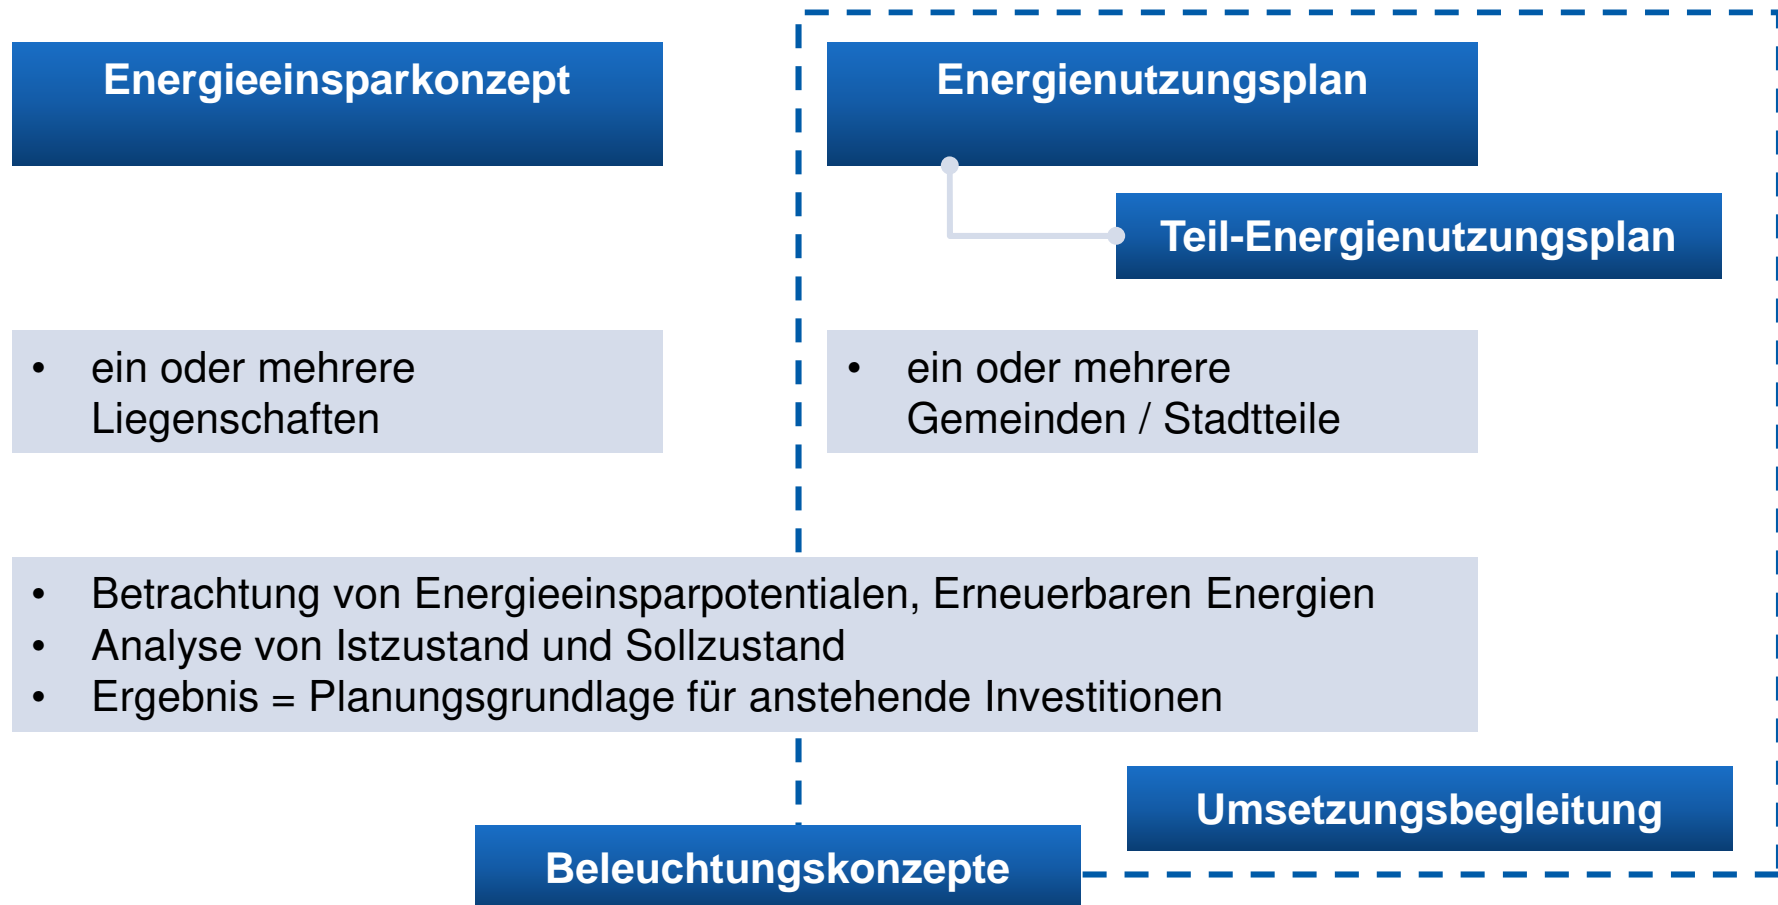 Energieeinsparkonzept
Energienutzungsplan
Teil-Energienutzungsplan
• ein oder mehrere
Liegenschaften
• ein oder mehrere
Gemeinden / Stadtteile
• Betrachtung von Energieeinsparpotentialen, Erneuerbaren Energien
• Analyse von Istzustand und Sollzustand
• Ergebnis = Planungsgrundlage für anstehende Investitionen
Umsetzungsbegleitung
Beleuchtungskonzepte